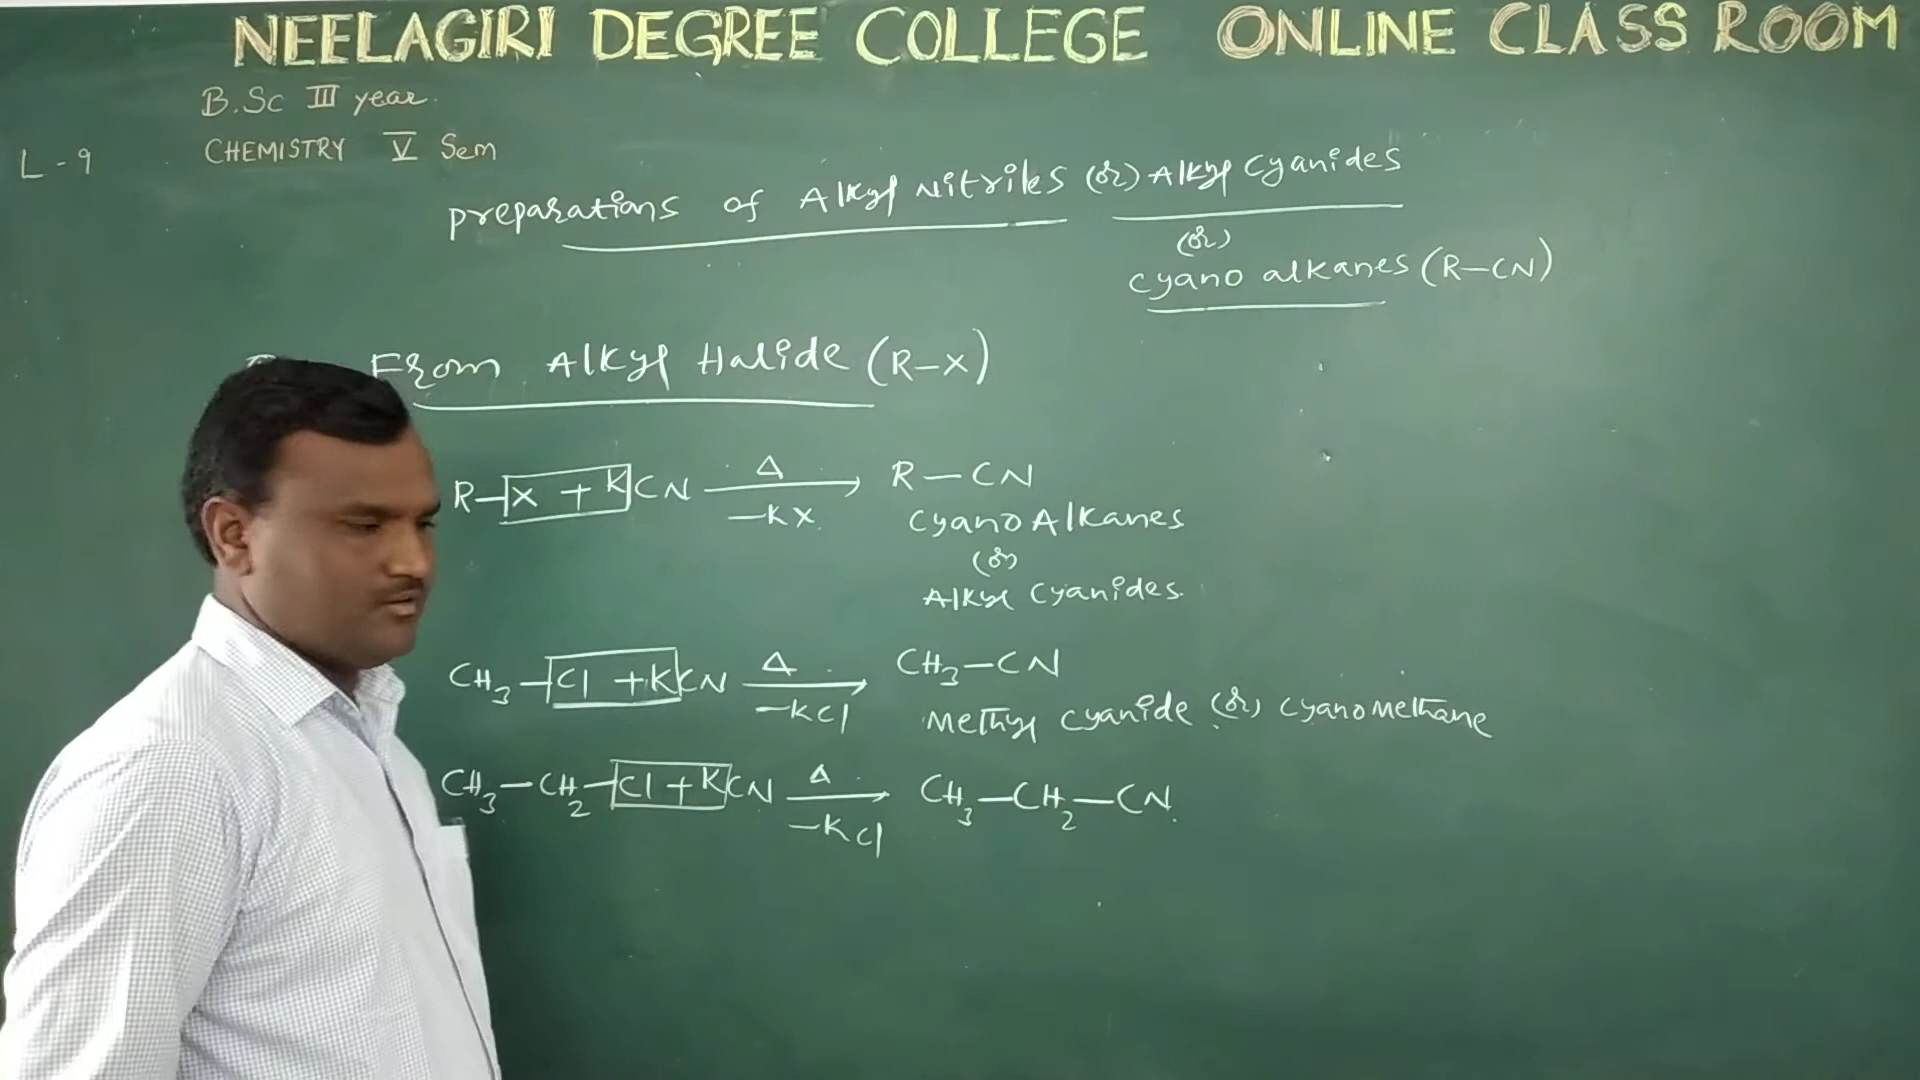 NEELAGIRI DEGREE COLLEGE ONLINE CLASS ROOM
B.Sc III year.
CHEMISTRY V Sem
L-9
preparations of Alkyl Nitriles (or) Alkyl cyanides
(or)
cyano alkanes (R-CN)
From Alkyl Halide (R-X)
R-X + KCN Δ → R-CN
-KX
Cyano Alkanes
(or)
Alkyl Cyanides.
CH3-Cl + KCN Δ → CH3-CN
-KCl
Methyl cyanide (or) cyanomethane
CH3-CH2-Cl + KCN Δ → CH3-CH2-CN
-KCl